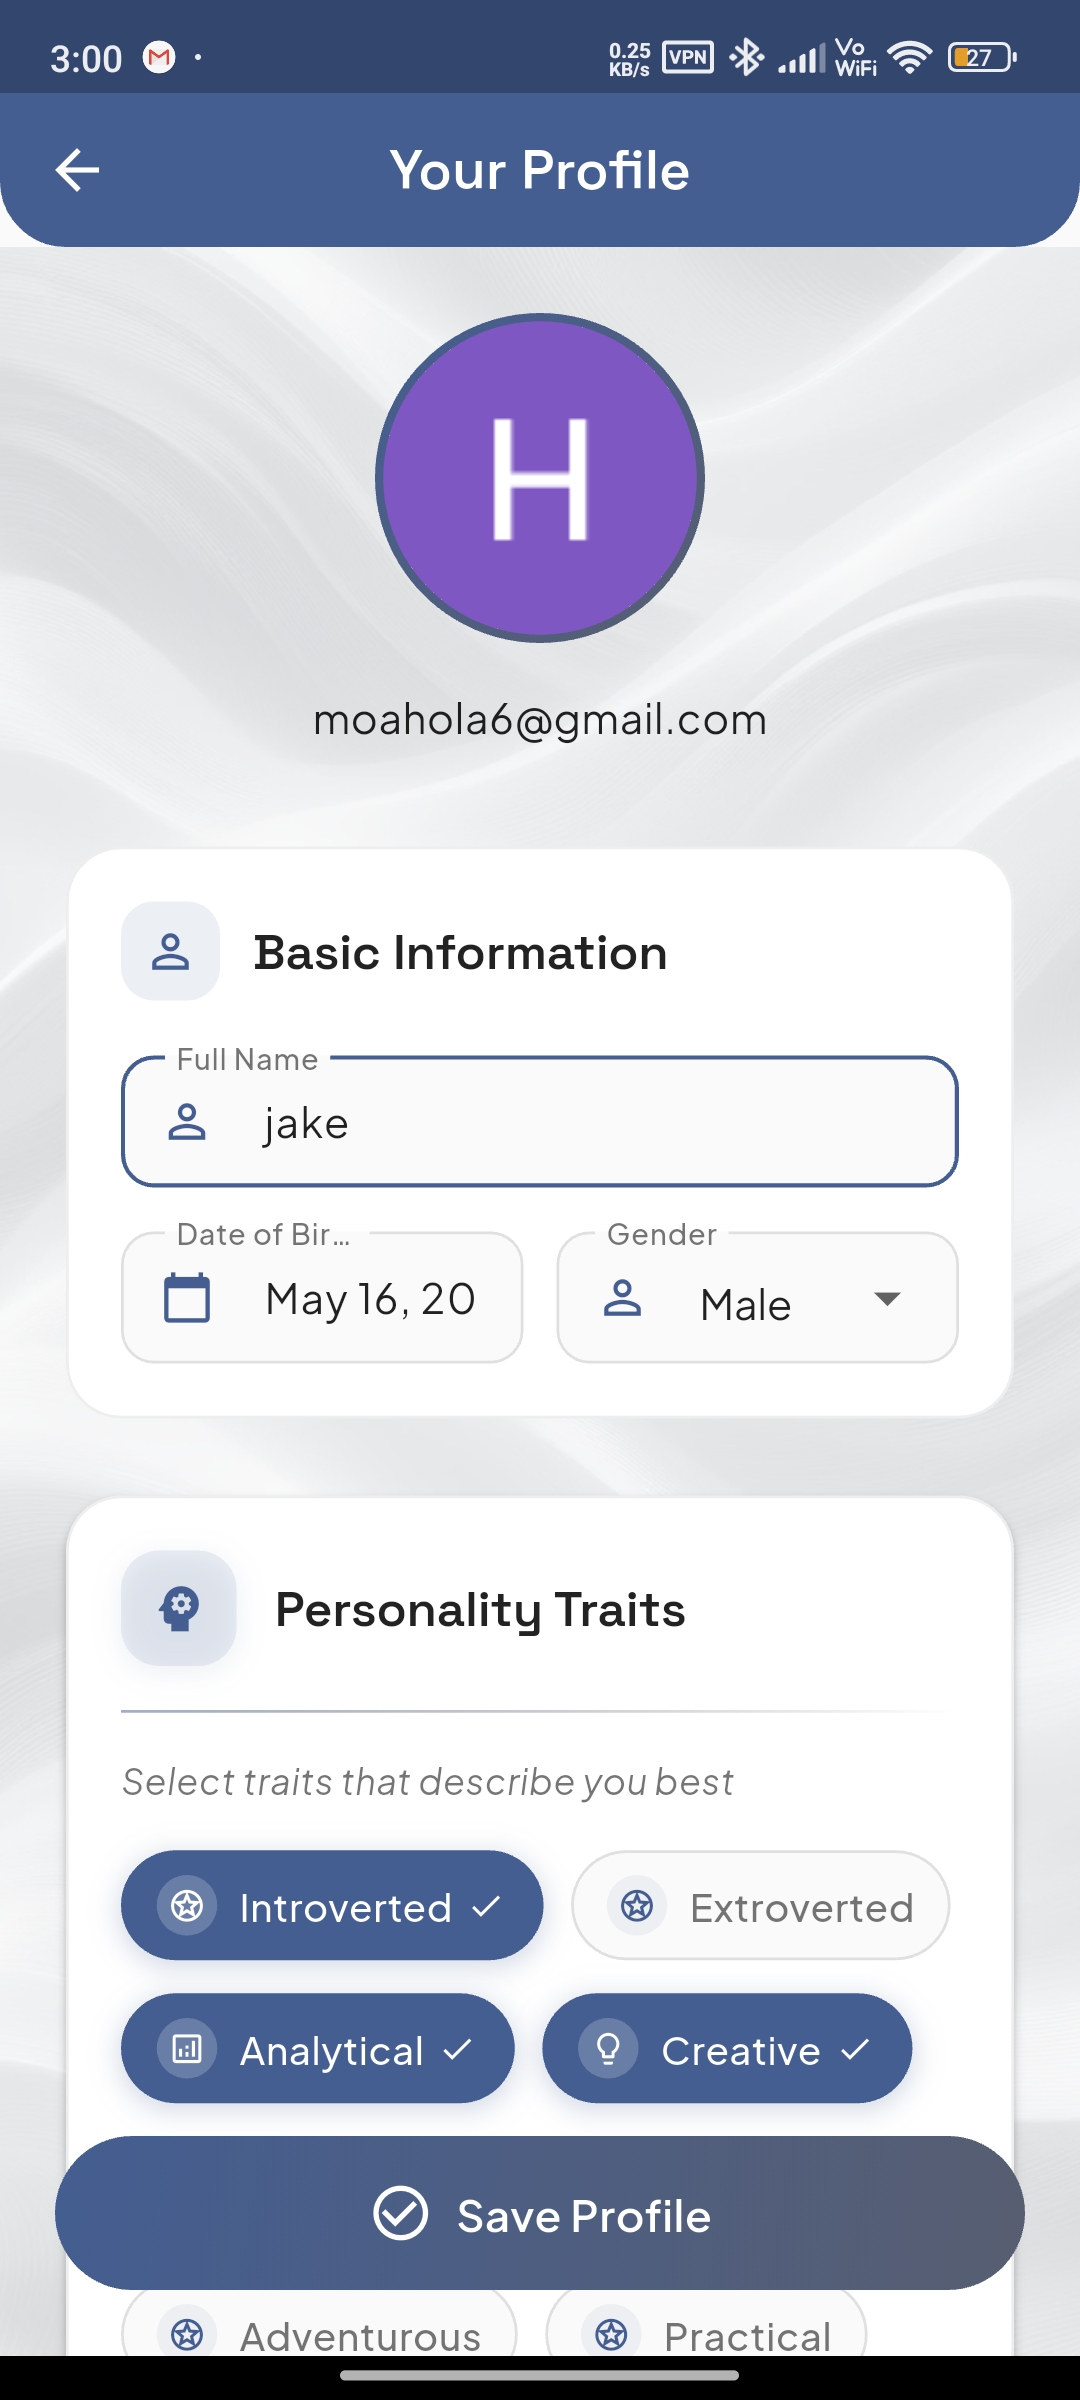 3:00
0.25
KB/s
VPN
Vo
WiFi
27
Your Profile
H
moahola6@gmail.com
Basic Information
Full Name
jake
Date of Bir...
Gender
May 16, 20
Male
Personality Traits
Select traits that describe you best
Introverted
Extroverted
Analytical
Creative
Save Profile
Adventurous
Practical